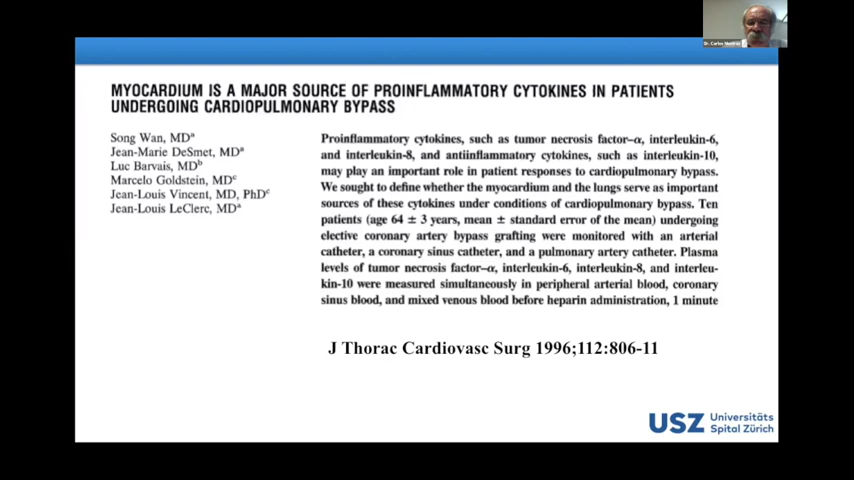 Dr. Carlos
MYOCARDIUM IS A MAJOR SOURCE OF PROINFLAMMATORY CYTOKINES IN PATIENTS
UNDERGOING CARDIOPULMONARY BYPASS
Song Wan, MDᵃ
Jean-Marie DeSmet, MDᵃ
Luc Barvais, MDᵇ
Marcelo Goldstein, MDᶜ
Jean-Louis Vincent, MD, PhDᶜ
Jean-Louis LeClerc, MDᵃ
Proinflammatory cytokines, such as tumor necrosis factor–α, interleukin-6,
and interleukin-8, and antiinflammatory cytokines, such as interleukin-10,
may play an important role in patient responses to cardiopulmonary bypass.
We sought to define whether the myocardium and the lungs serve as important
sources of these cytokines under conditions of cardiopulmonary bypass. Ten
patients (age 64 ± 3 years, mean ± standard error of the mean) undergoing
elective coronary artery bypass grafting were monitored with an arterial
catheter, a coronary sinus catheter, and a pulmonary artery catheter. Plasma
levels of tumor necrosis factor–α, interleukin-6, interleukin-8, and interleu-
kin-10 were measured simultaneously in peripheral arterial blood, coronary
sinus blood, and mixed venous blood before heparin administration, 1 minute
J Thorac Cardiovasc Surg 1996;112:806-11
USZ Universitäts
Spital Zürich